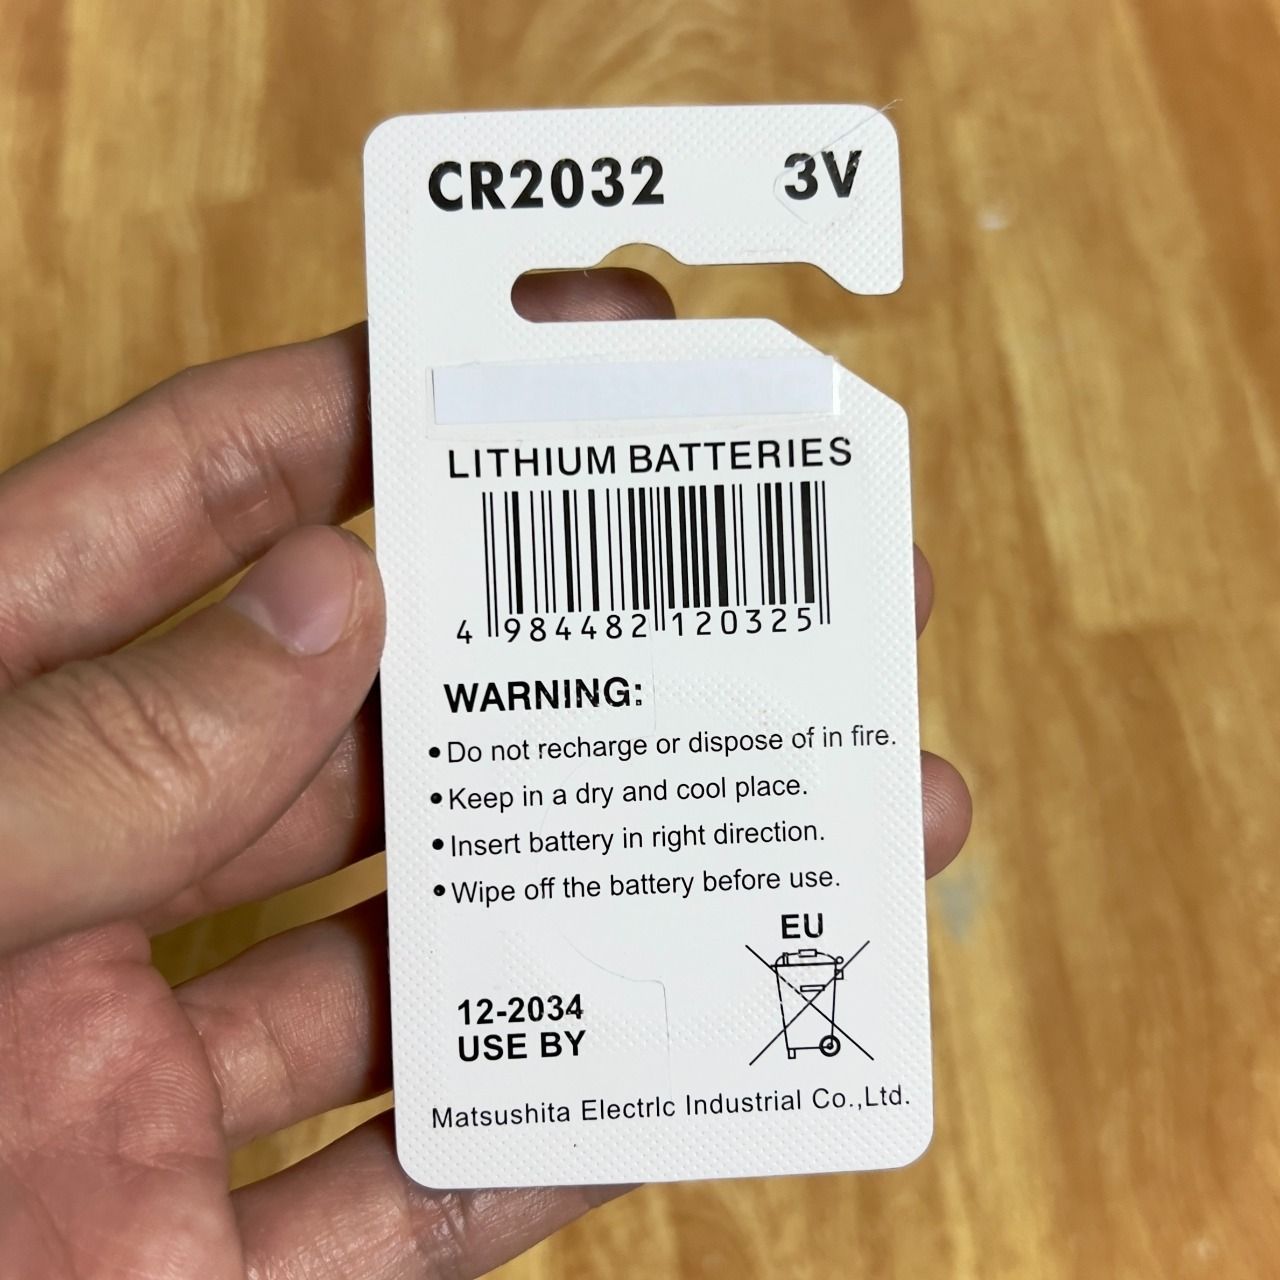 CR2032 3V
LITHIUM BATTERIES
4 984482 120325
WARNING:
• Do not recharge or dispose of in fire.
• Keep in a dry and cool place.
• Insert battery in right direction.
• Wipe off the battery before use.
EU
12-2034
USE BY
Matsushita Electrlc Industrial Co.,Ltd.